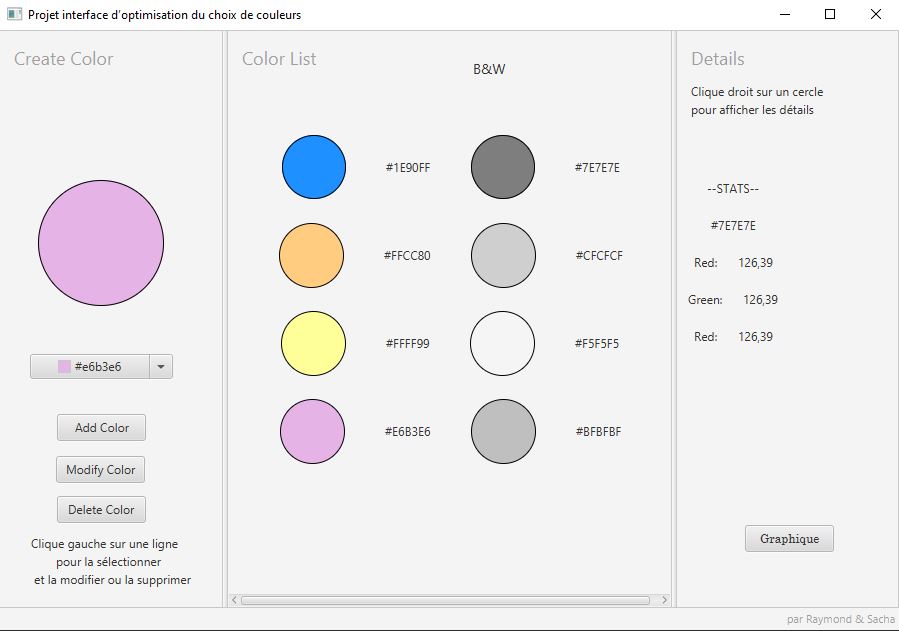 Projet interface d'optimisation du choix de couleurs
Create Color
#e6b3e6
Add Color
Modify Color
Delete Color
Clique gauche sur une ligne
pour la sélectionner
et la modifier ou la supprimer
Color List
B&W
#1E90FF #7E7E7E
#FFCC80 #CFCFCF
#FFFF99 #F5F5F5
#E6B3E6 #BFBFBF
Details
Clique droit sur un cercle
pour afficher les détails
--STATS--
#7E7E7E
Red: 126,39
Green: 126,39
Red: 126,39
Graphique
par Raymond & Sacha